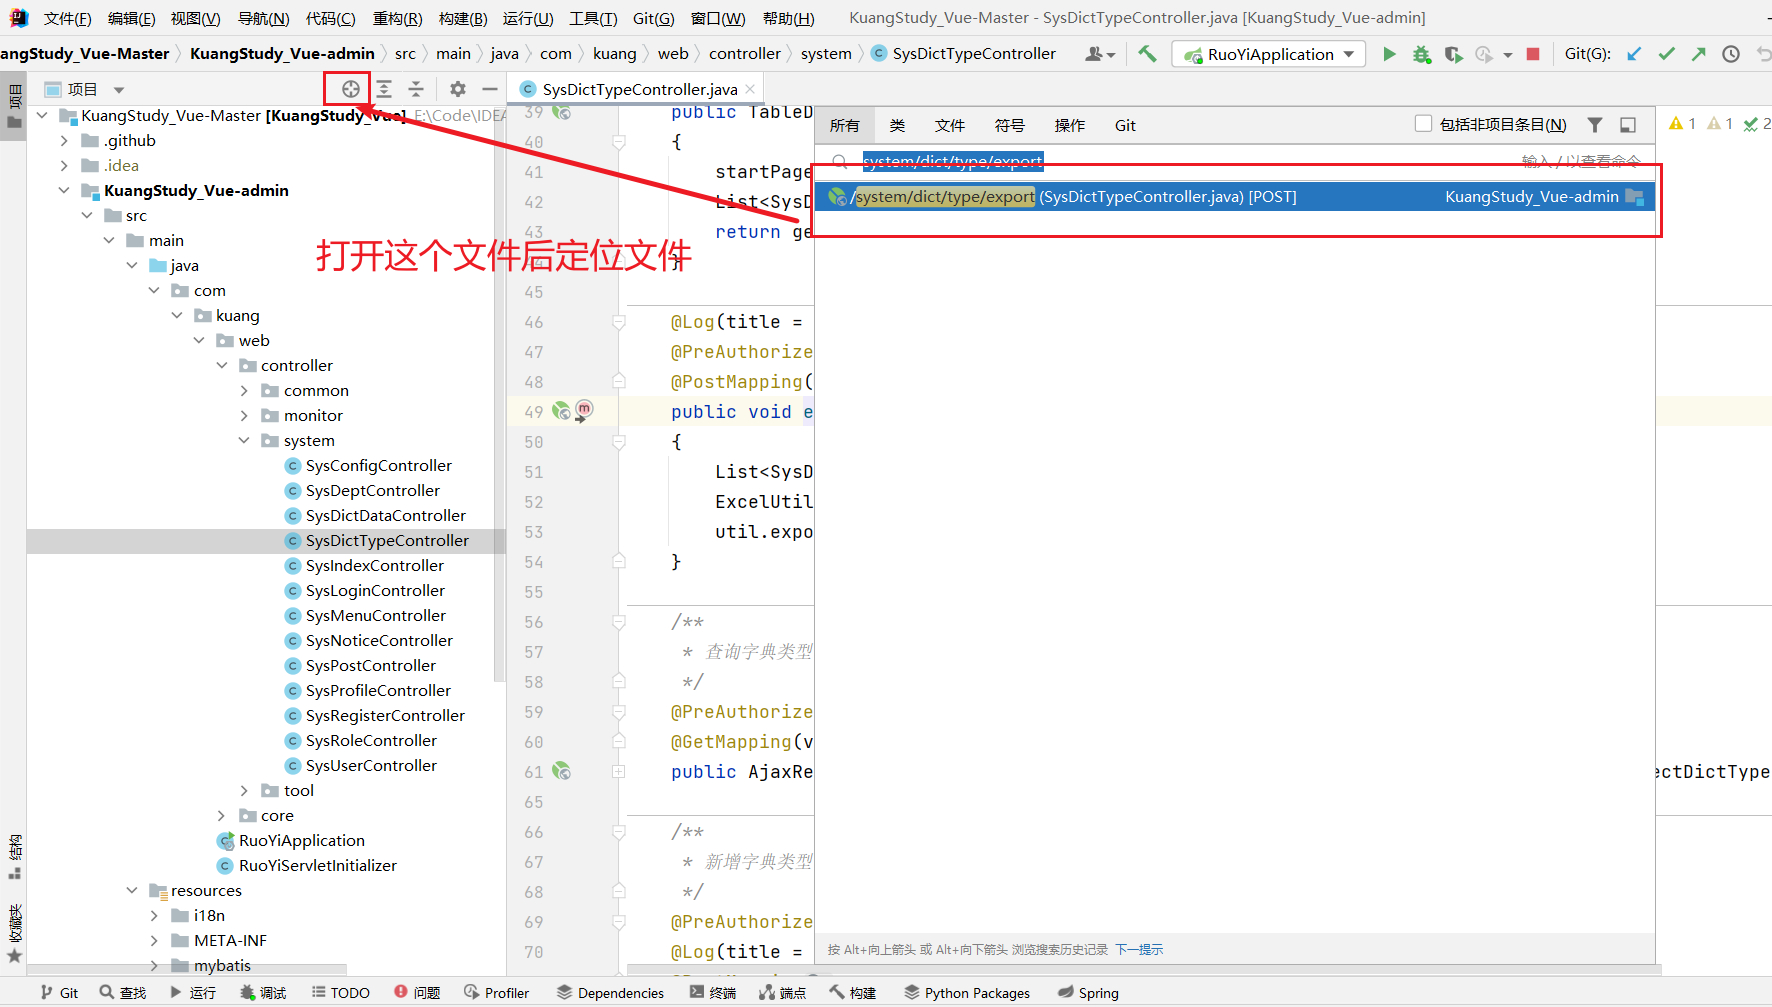 文件(F) 编辑(E) 视图(V) 导航(N) 代码(C) 重构(R) 构建(B) 运行(U) 工具(T) Git(G) 窗口(W) 帮助(H) KuangStudy_Vue-Master - SysDictTypeController.java [KuangStudy_Vue-admin]
angStudy_Vue-Master KuangStudy_Vue-admin src main java com kuang web controller system SysDictTypeController RuoYiApplication Git(G):
项目
项目
结构
收藏夹
KuangStudy_Vue-Master [KuangStudy_Vue] E:\Code\IDEA
.github
.idea
KuangStudy_Vue-admin
src
main
java
com
kuang
web
controller
common
monitor
system
SysConfigController
SysDeptController
SysDictDataController
SysDictTypeController
SysIndexController
SysLoginController
SysMenuController
SysNoticeController
SysPostController
SysProfileController
SysRegisterController
SysRoleController
SysUserController
tool
core
RuoYiApplication
RuoYiServletInitializer
resources
i18n
META-INF
mybatis
打开这个文件后定位文件
SysDictTypeController.java
39 public TableD
40 {
41 startPage
42 List<SysD
43 return ge
44 }
45
46 @Log(title =
47 @PreAuthorize
48 @PostMapping(
49 public void e
50 {
51 List<SysD
52 ExcelUtil
53 util.expo
54 }
55
56 /**
57 * 查询字典类型
58 */
59 @PreAuthorize
60 @GetMapping(v
61 public AjaxRe
ectDictType
65
66 /**
67 * 新增字典类型
68 */
69 @PreAuthorize
70 @Log(title =
所有 类 文件 符号 操作 Git 包括非项目条目(N)
1 1 2
system/dict/type/export 输入 / 以查看命令
/system/dict/type/export (SysDictTypeController.java) [POST] KuangStudy_Vue-admin
按 Alt+向上箭头 或 Alt+向下箭头 浏览搜索历史记录 下一提示
Git 查找 运行 调试 TODO 问题 Profiler Dependencies 终端 端点 构建 Python Packages Spring